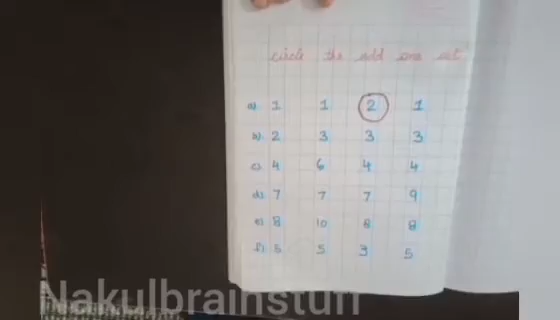 circle the odd one out
a) 1 1 2 1
b) 2 3 3 3
c) 4 6 4 4
d) 7 7 7 9
e) 8 10 8 8
f) 5 5 3 5
Nakulbrainstuff